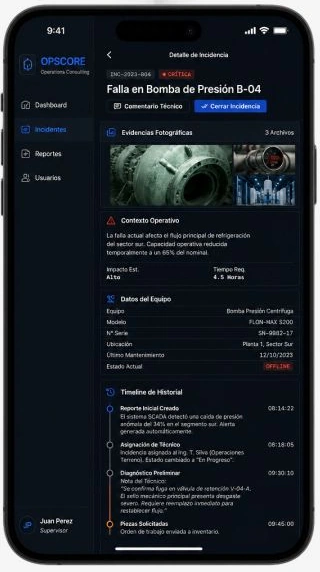 9:41
OPSCORE
Operations Consulting
Dashboard
Incidentes
Reportes
Usuarios
JP
Juan Perez
Supervisor
Detalle de Incidencia
INC-2023-804
CRÍTICA
Falla en Bomba de Presión B-04
Comentario Técnico
Cerrar Incidencia
Evidencias Fotográficas
3 Archivos
Contexto Operativo
La falla actual afecta el flujo principal de refrigeración
del sector sur. Capacidad operativa reducida
temporalmente a un 65% del nominal.
Impacto Est.
Tiempo Req.
Alto
4.5 Horas
Datos del Equipo
Equipo
Bomba Presión Centrífuga
Modelo
FLON-MAX S200
N° Serie
SN-9982-17
Ubicación
Planta 1, Sector Sur
Último Mantenimiento
12/10/2023
Estado Actual
OFFLINE
Timeline de Historial
Reporte Inicial Creado
08:14:22
El sistema SCADA detectó una caída de presión
anómala del 34% en el segmento sur. Alerta
generada automáticamente.
Asignación de Técnico
08:18:05
Incidencia asignada al Ing. T. Silva (Operaciones
Terreno). Estado cambiado a "En Progreso".
Diagnóstico Preliminar
09:30:10
Nota del Técnico:
"Se confirma fuga en válvula de retención V-04-A.
El sello mecánico principal presenta desgaste
severo. Requiere reemplazo inmediato para
restablecer flujo."
Piezas Solicitadas
09:45:00
Orden de trabajo enviada a inventario.